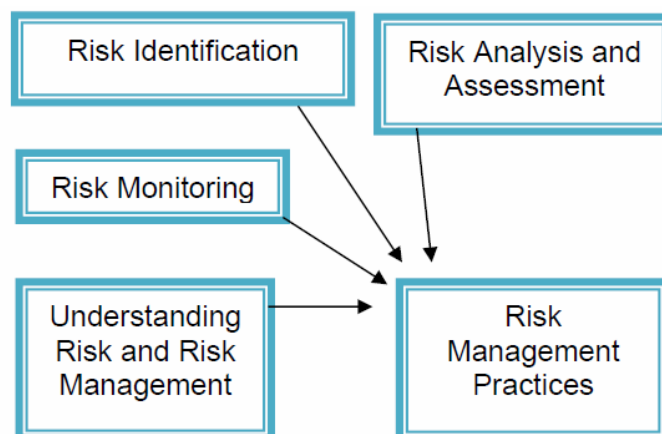 Risk Identification
Risk Analysis and
Assessment
Risk Monitoring
Understanding
Risk and Risk
Management
Risk
Management
Practices